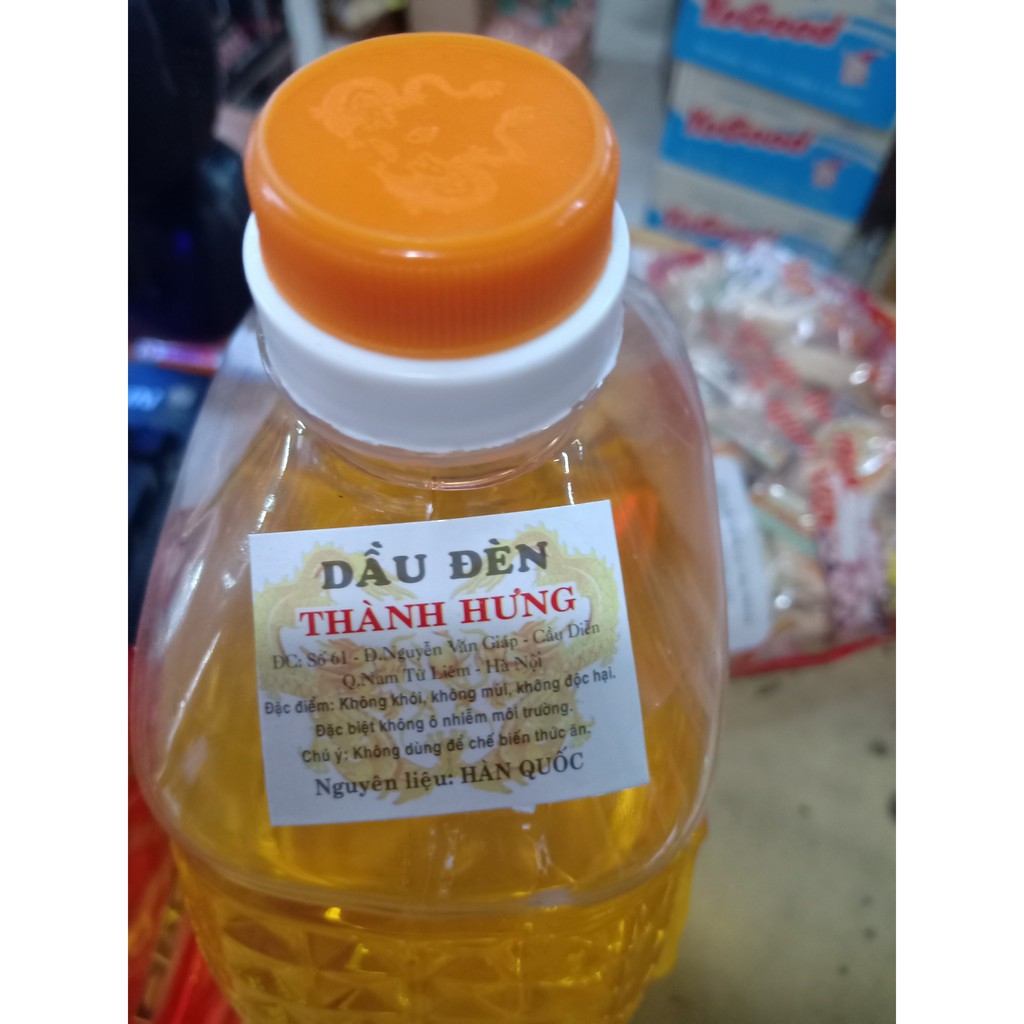 YoGood
YoGood
DẦU ĐÈN
THÀNH HƯNG
ĐC: Số 61 - Đ.Nguyễn Văn Giáp - Cầu Diễn
Q.Nam Từ Liêm - Hà Nội
Đặc điểm: Không khói, không mùi, không độc hại.
Đặc biệt không ô nhiễm môi trường.
Chú ý: Không dùng để chế biến thức ăn.
Nguyên liệu: HÀN QUỐC